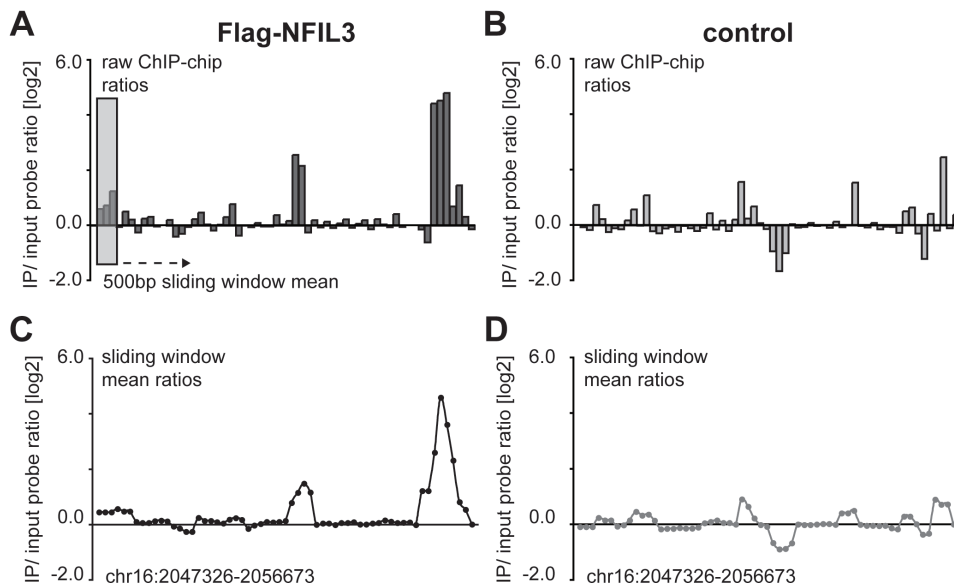 A
Flag-NFIL3
IP/ input probe ratio [log2]
6.0
0.0
-2.0
raw ChIP-chip
ratios
500bp sliding window mean
B
control
IP/ input probe ratio [log2]
6.0
0.0
-2.0
raw ChIP-chip
ratios
C
IP/ input probe ratio [log2]
6.0
0.0
-2.0
sliding window
mean ratios
chr16:2047326-2056673
D
IP/ input probe ratio [log2]
6.0
0.0
-2.0
sliding window
mean ratios
chr16:2047326-2056673